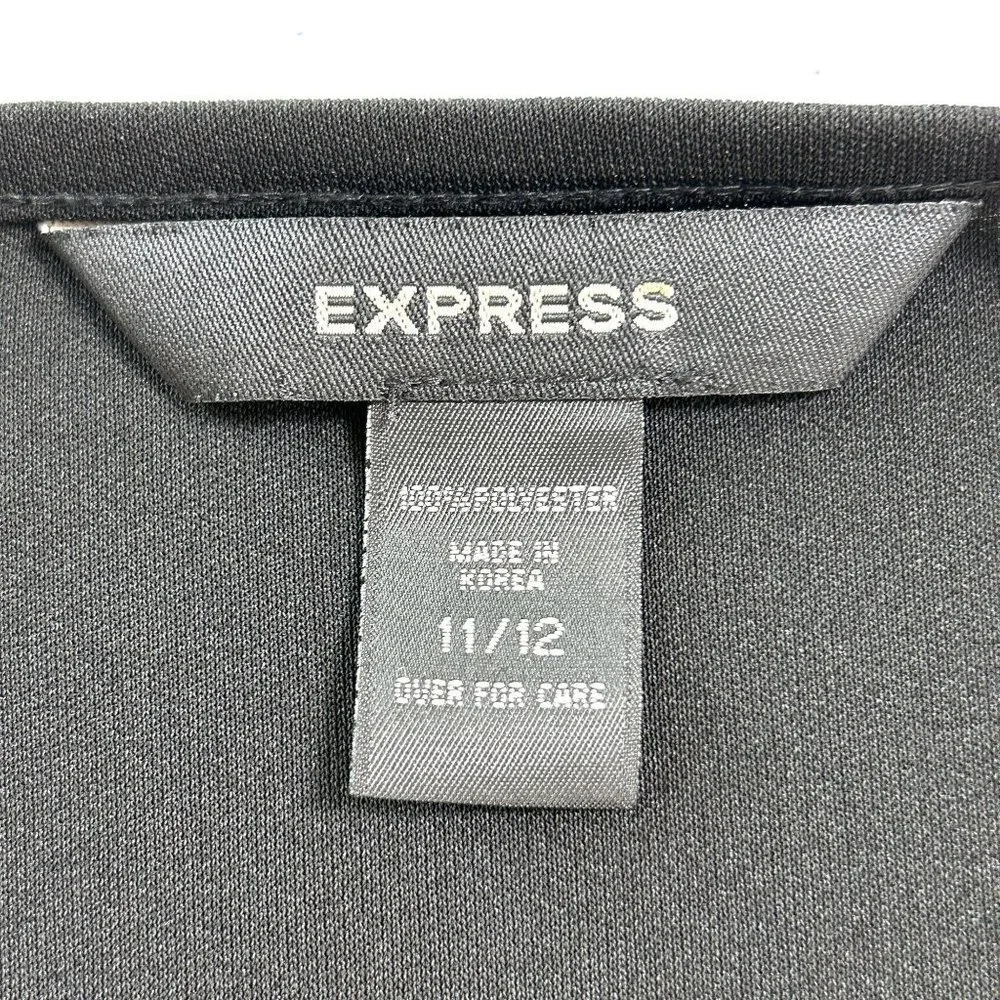 EXPRESS
100% POLYESTER
MADE IN
KOREA
11/12
OVER FOR CARE